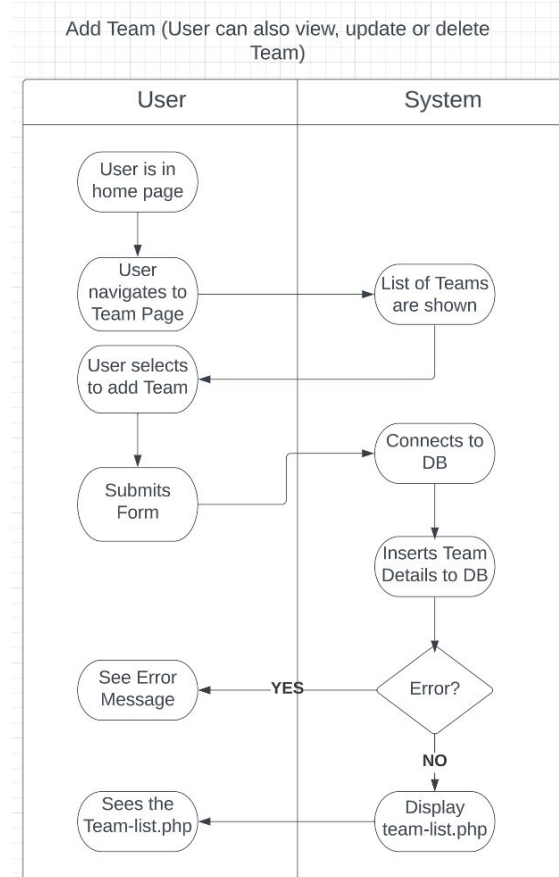 Add Team (User can also view, update or delete
Team)
User
System
User is in
home page
User
navigates to
Team Page
List of Teams
are shown
User selects
to add Team
Submits
Form
Connects to
DB
Inserts Team
Details to DB
Error?
YES
See Error
Message
NO
Display
team-list.php
Sees the
Team-list.php